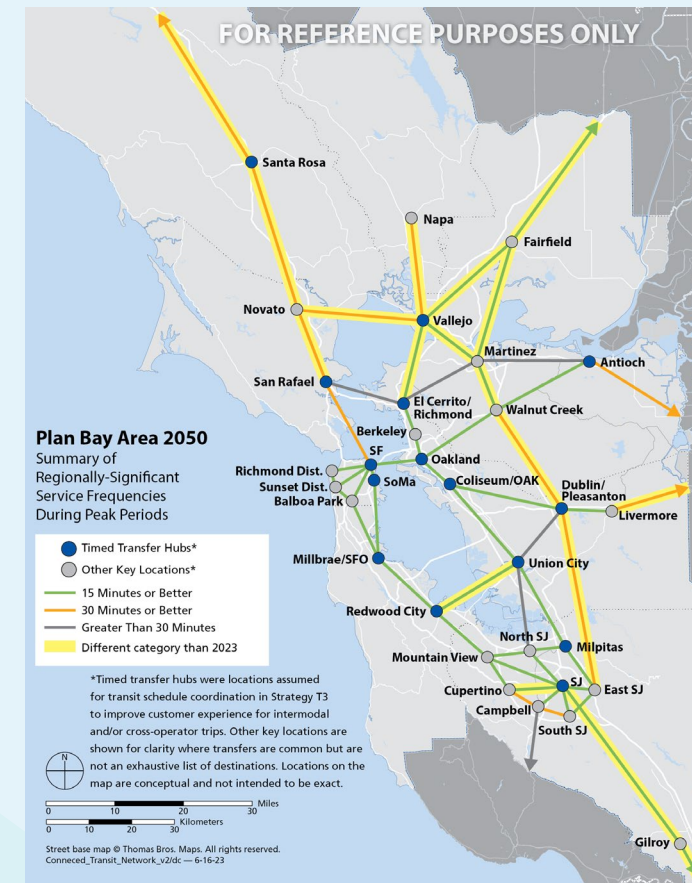 FOR REFERENCE PURPOSES ONLY
Santa Rosa
Napa
Fairfield
Novato
Vallejo
Martinez
Antioch
San Rafael
El Cerrito/
Richmond
Walnut Creek
Berkeley
Plan Bay Area 2050
Summary of
Regionally-Significant
Service Frequencies
During Peak Periods
SF
Oakland
Richmond Dist.
Sunset Dist.
Balboa Park
SoMa
Coliseum/OAK
Dublin/
Pleasanton
Livermore
Timed Transfer Hubs*
Other Key Locations*
15 Minutes or Better
30 Minutes or Better
Greater Than 30 Minutes
Different category than 2023
Millbrae/SFO
Union City
Redwood City
North SJ
Milpitas
Mountain View
Cupertino
SJ
East SJ
Campbell
South SJ
Gilroy
*Timed transfer hubs were locations assumed
for transit schedule coordination in Strategy T3
to improve customer experience for intermodal
and/or cross-operator trips. Other key locations are
shown for clarity where transfers are common but are
not an exhaustive list of destinations. Locations on the
map are conceptual and not intended to be exact.
N
0 10 20 30 Miles
0 10 20 30 Kilometers
Street base map © Thomas Bros. Maps. All rights reserved.
Conneced_Transit_Network_v2/dc — 6-16-23